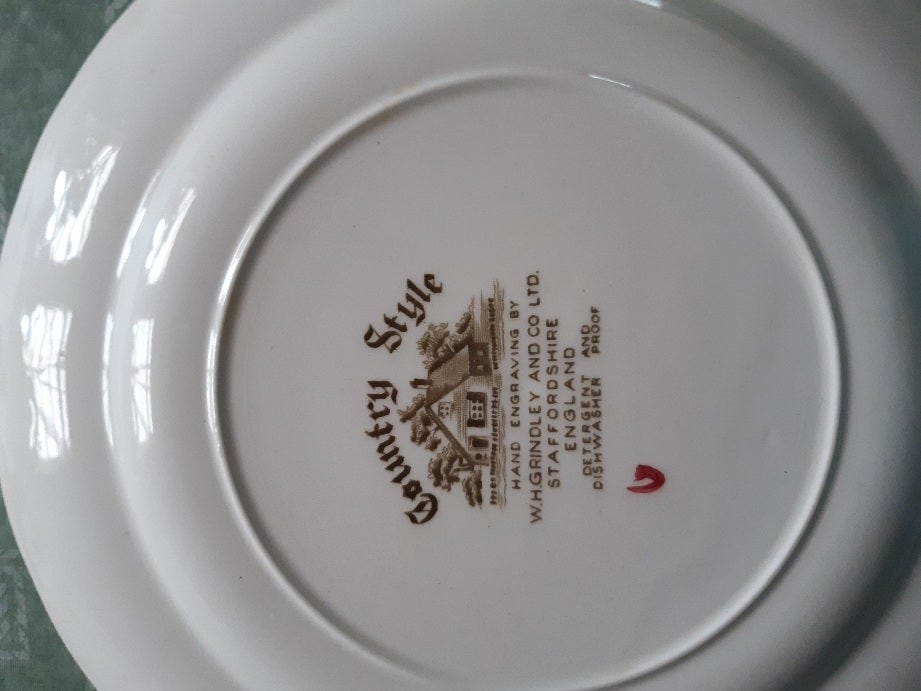 Country Style
HAND ENGRAVING BY
W.H.GRINDLEY AND CO LTD.
STAFFORDSHIRE
ENGLAND
DETERGENT AND
DISHWASHER PROOF